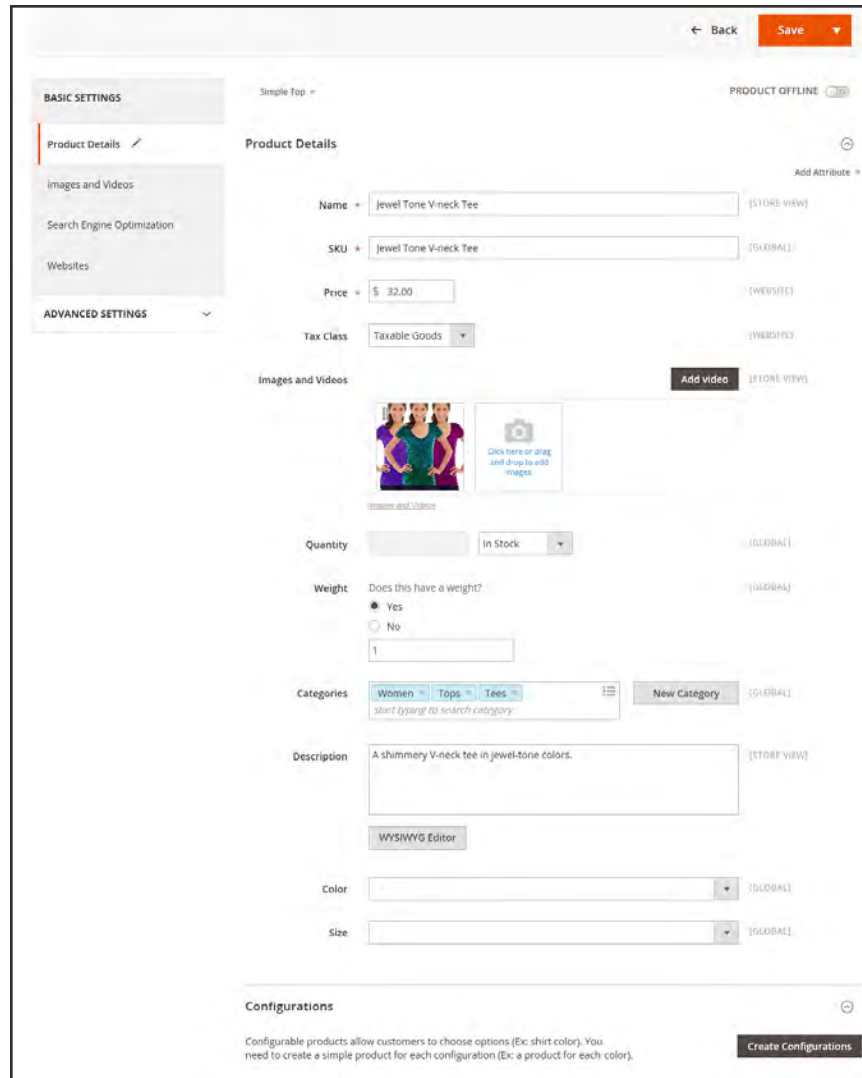 ← Back
Save
BASIC SETTINGS
Simple Top
PRODUCT OFFLINE
Product Details
Product Details
Add Attribute
Images and Videos
Name * Jewel Tone V-neck Tee [STORE VIEW]
Search Engine Optimization
SKU * Jewel Tone V-neck Tee [GLOBAL]
Websites
Price * $ 32.00 [WEBSITE]
ADVANCED SETTINGS
Tax Class Taxable Goods [WEBSITE]
Images and Videos Add video [STORE VIEW]
Click here or drag
and drop to add
images.
Images and Videos
Quantity In Stock [GLOBAL]
Weight Does this have a weight? [GLOBAL]
Yes
No
1
Categories Women Tops Tees New Category [GLOBAL]
start typing to search category
Description A shimmery V-neck tee in jewel-tone colors. [STORE VIEW]
WYSIWYG Editor
Color [GLOBAL]
Size [GLOBAL]
Configurations
Configurable products allow customers to choose options (Ex: shirt color). You
need to create a simple product for each configuration (Ex: a product for each color).
Create Configurations